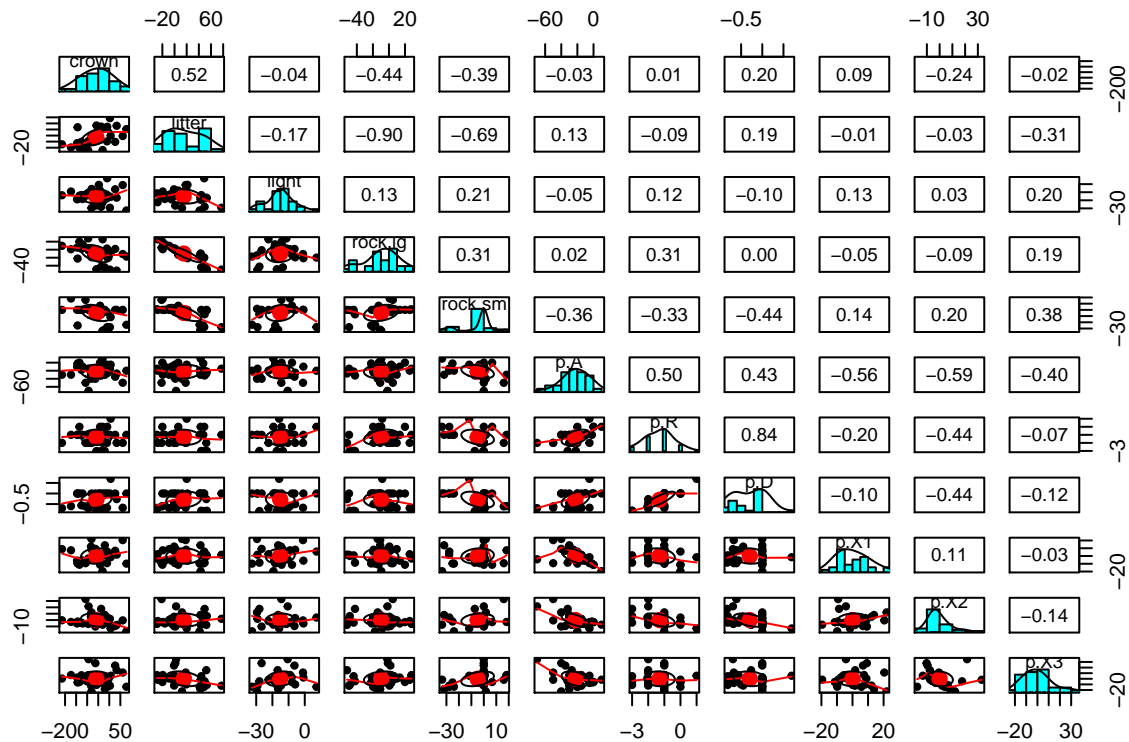 −20 60 −40 20 −60 0 −0.5 −10 30
crown 0.52 −0.04 −0.44 −0.39 −0.03 0.01 0.20 0.09 −0.24 −0.02 −200
−20 litter −0.17 −0.90 −0.69 0.13 −0.09 0.19 −0.01 −0.03 −0.31
light 0.13 0.21 −0.05 0.12 −0.10 0.13 0.03 0.20 −30
−40 rock.lg 0.31 0.02 0.31 0.00 −0.05 −0.09 0.19
rock.sm −0.36 −0.33 −0.44 0.14 0.20 0.38 −30
−60 p.A 0.50 0.43 −0.56 −0.59 −0.40
p.R 0.84 −0.20 −0.44 −0.07 −3
−0.5 p.D −0.10 −0.44 −0.12
p.X1 0.11 −0.03 −20
−10 p.X2 −0.14
p.X3 −20
−200 50 −30 0 −30 10 −3 0 −20 20 −20 30